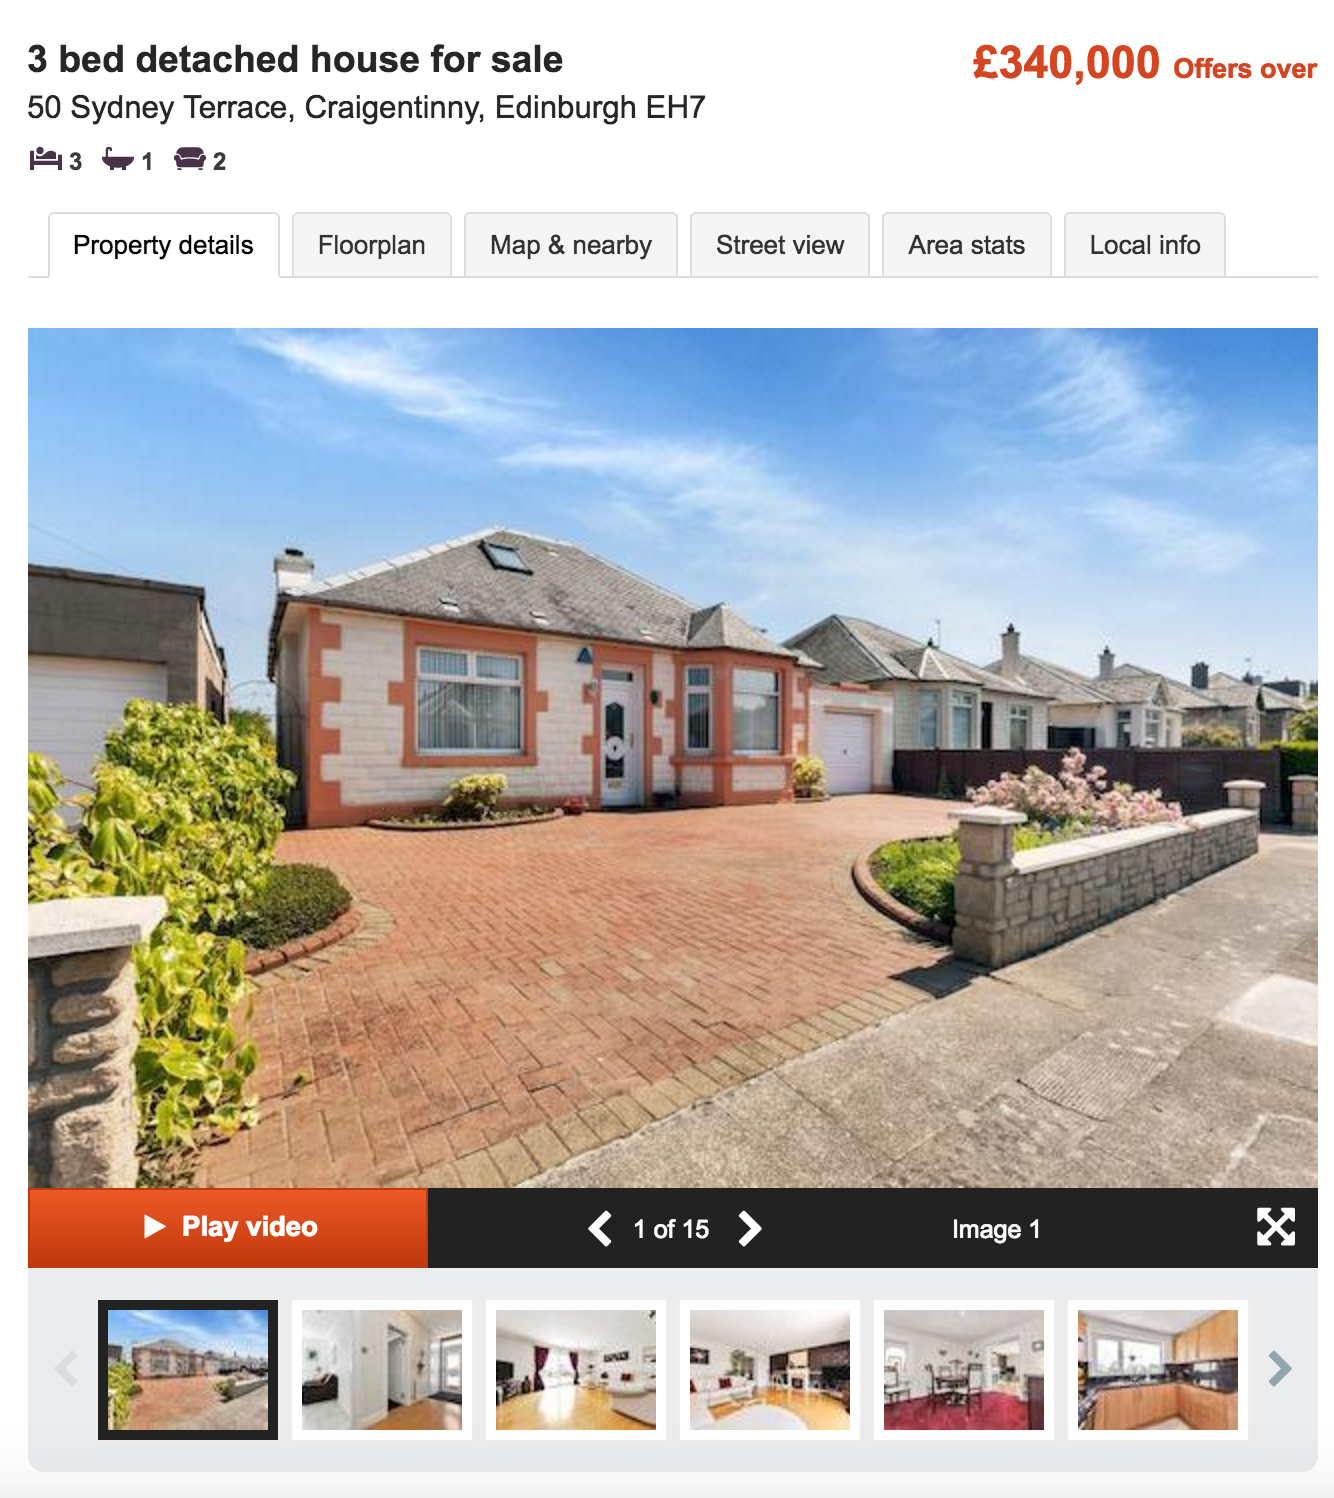 3 bed detached house for sale
£340,000 Offers over
50 Sydney Terrace, Craigentinny, Edinburgh EH7
3 1 2
Property details Floorplan Map & nearby Street view Area stats Local info
Play video 1 of 15 Image 1